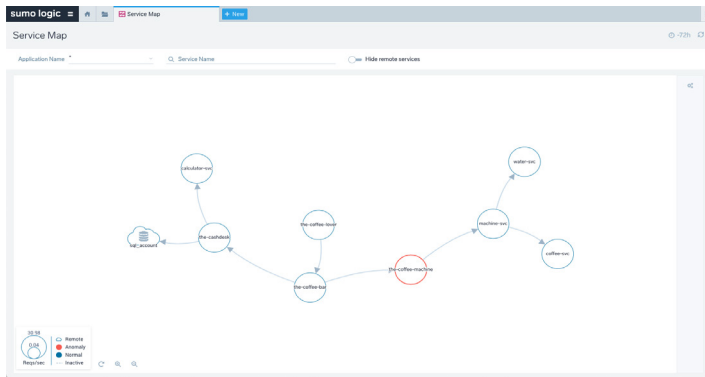 sumo logic
Service Map
+ New
Service Map
-72h
Application Name *
Service Name
Hide remote services
water-svc
calculator-svc
the-coffee-lover
machine-svc
the-cashdesk
sql_account
coffee-svc
the-coffee-machine
the-coffee-bar
Remote
0.04
Anomaly
Normal
Reqs/sec
Inactive